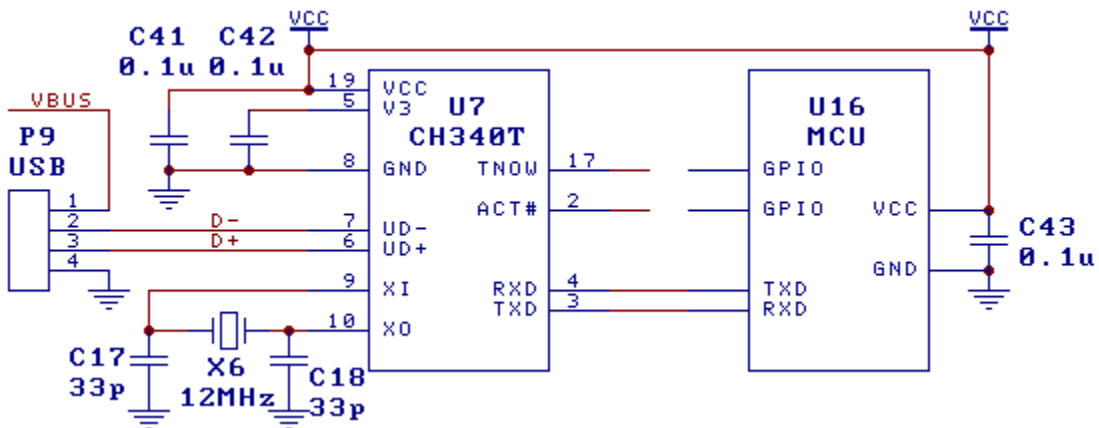 VCC
VCC
C41 C42
0.1u 0.1u
VBUS
P9
USB
1
2
3
4
D-
D+
19
5
8
7
6
9
10
VCC
V3
GND
UD-
UD+
XI
XO
U7
CH340T
TNOW
ACT#
RXD
TXD
17
2
4
3
U16
MCU
GPIO
GPIO
TXD
RXD
VCC
GND
C43
0.1u
C17
33p
X6
12MHz
C18
33p